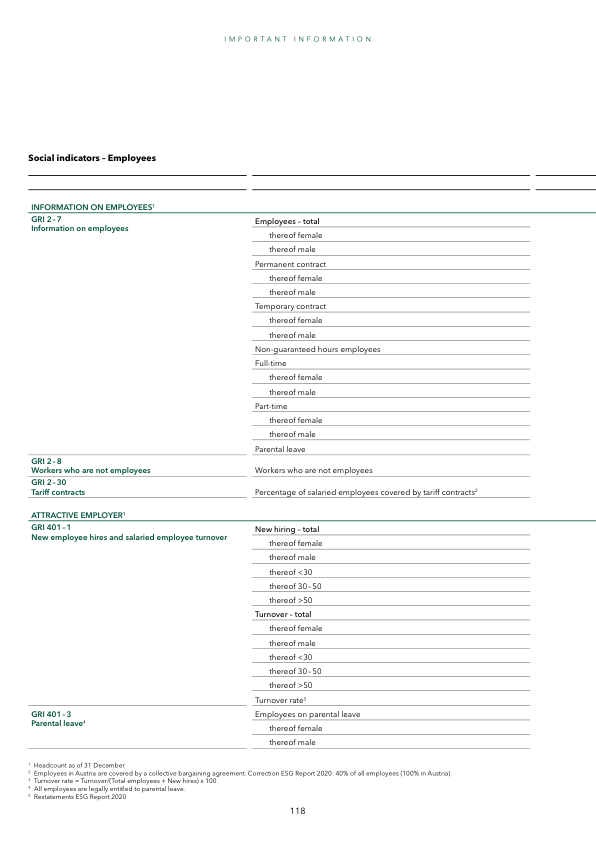 IMPORTANT INFORMATION
Social indicators – Employees
INFORMATION ON EMPLOYEES¹
GRI 2–7
Information on employees
Employees – total
thereof female
thereof male
Permanent contract
thereof female
thereof male
Temporary contract
thereof female
thereof male
Non-guaranteed hours employees
Full-time
thereof female
thereof male
Part-time
thereof female
thereof male
Parental leave
GRI 2–8
Workers who are not employees Workers who are not employees
GRI 2–30
Tariff contracts Percentage of salaried employees covered by tariff contracts²
ATTRACTIVE EMPLOYER¹
GRI 401–1
New employee hires and salaried employee turnover
New hiring – total
thereof female
thereof male
thereof <30
thereof 30–50
thereof >50
Turnover – total
thereof female
thereof male
thereof <30
thereof 30–50
thereof >50
Turnover rate³
GRI 401–3
Parental leave⁴
Employees on parental leave
thereof female
thereof male
¹ Headcount as of 31 December
² Employees in Austria are covered by a collective bargaining agreement. Correction ESG Report 2020: 40% of all employees (100% in Austria).
³ Turnover rate = Turnover/(Total employees + New hires) x 100
⁴ All employees are legally entitled to parental leave.
⁵ Restatements ESG Report 2020
118